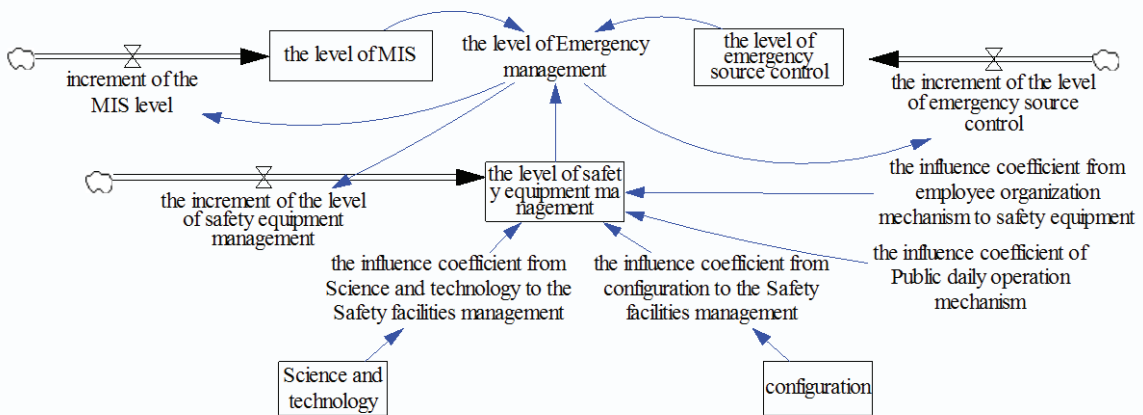 the level of MIS
the level of Emergency
management
the level of
emergency
source control
increment of the
MIS level
the increment of the level
of emergency source
control
the level of safet
y equipment ma
nagement
the increment of the level
of safety equipment
management
the influence coefficient from
employee organization
mechanism to safety equipment
the influence coefficient of
Public daily operation
mechanism
the influence coefficient from
Science and technology to the
Safety facilities management
the influence coefficient from
configuration to the Safety
facilities management
Science and
technology
configuration